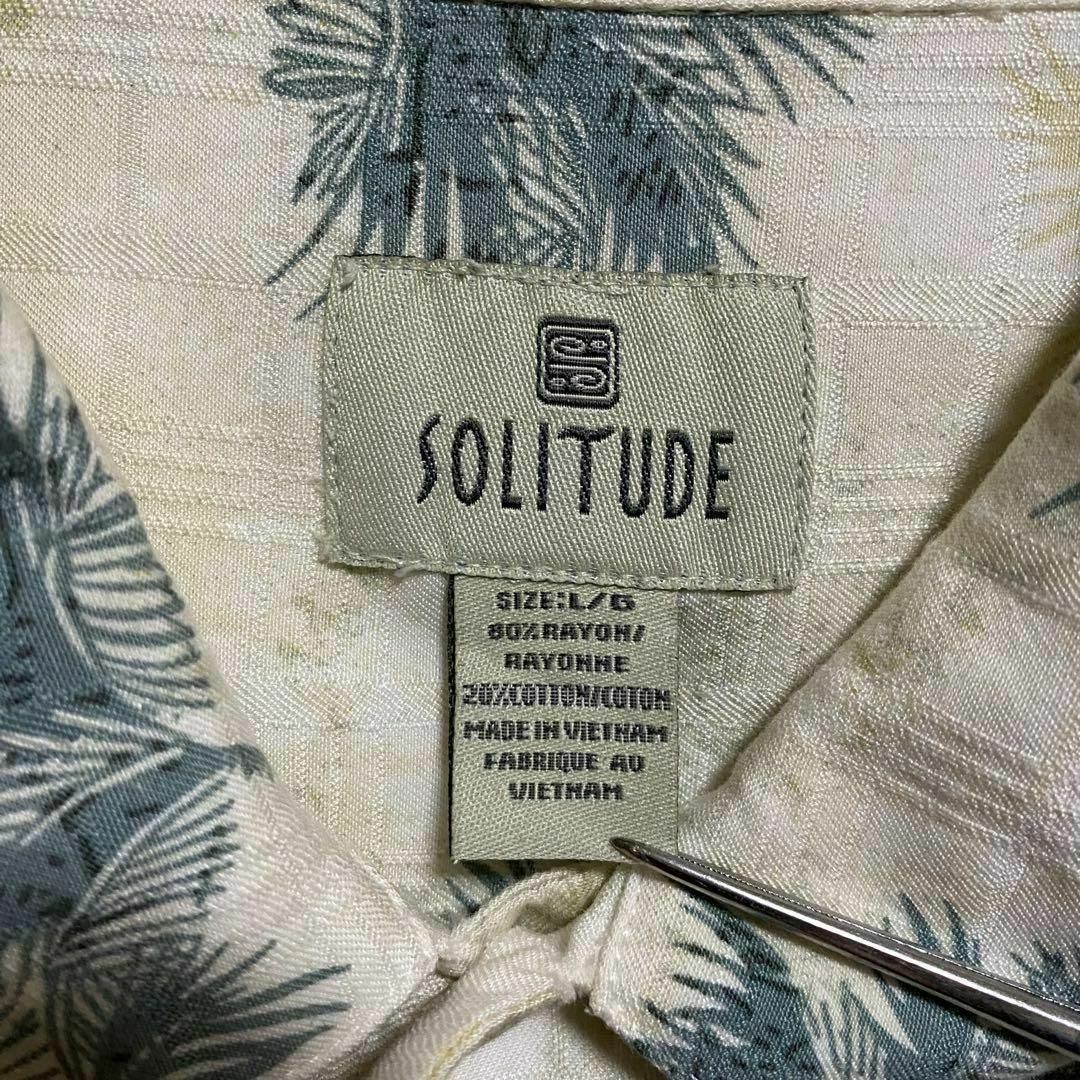 SOLITUDE
SIZE:L/G
80%RAYON/
RAYONNE
20%COTTON/COTON
MADE IN VIETNAM
FABRIQUE AU
VIETNAM